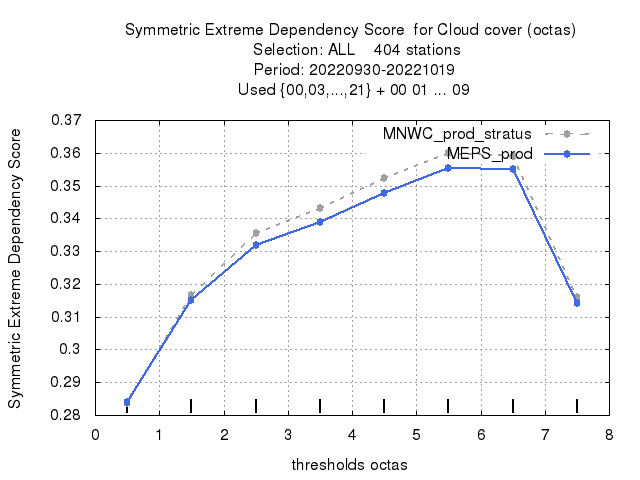 Symmetric Extreme Dependency Score  for Cloud cover (octas)
Selection: ALL    404 stations
Period: 20220930-20221019
Used {00,03,...,21} + 00 01 ... 09
Symmetric Extreme Dependency Score
0.37
0.36
0.35
0.34
0.33
0.32
0.31
0.3
0.29
0.28
MNWC_prod_stratus
MEPS_prod
0 1 2 3 4 5 6 7 8
thresholds octas